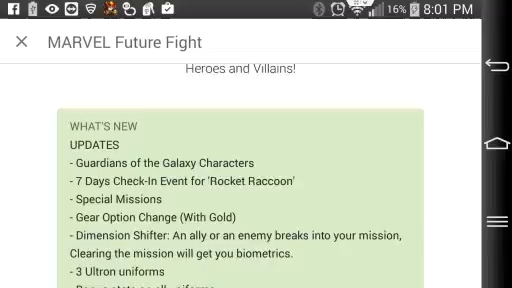 16% 8:01 PM
MARVEL Future Fight
Heroes and Villains!
WHAT'S NEW
UPDATES
- Guardians of the Galaxy Characters
- 7 Days Check-In Event for 'Rocket Raccoon'
- Special Missions
- Gear Option Change (With Gold)
- Dimension Shifter: An ally or an enemy breaks into your mission,
Clearing the mission will get you biometrics.
- 3 Ultron uniforms